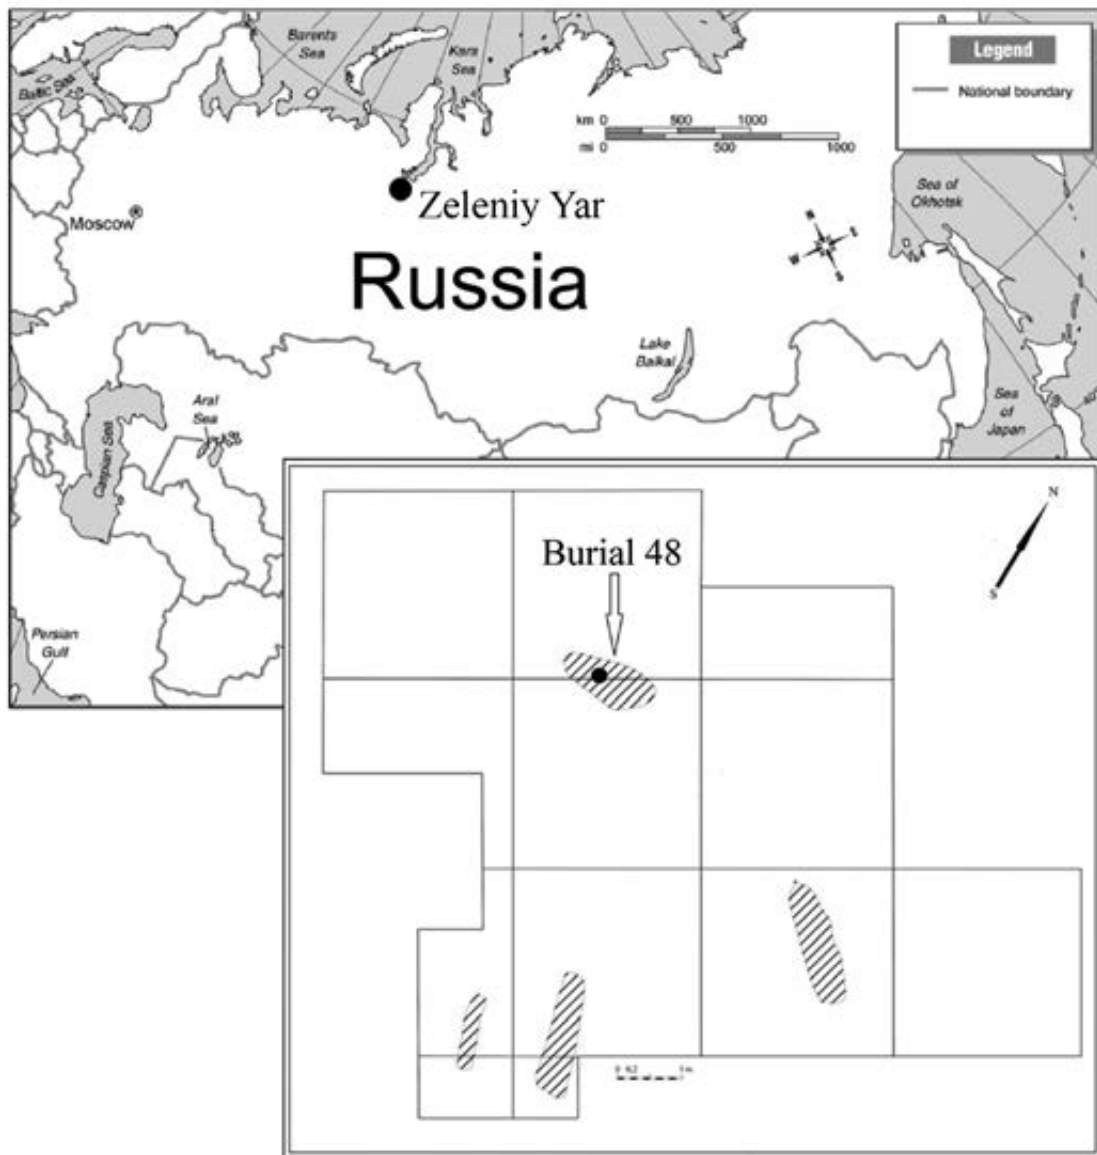 Barents
Sea
Kara
Sea
Baltic Sea
Legend
National boundary
km 0 500 1000
mi 0 500 1000
Sea of
Okhotsk
Zeleniy Yar
Moscow
N
W E
S
Russia
Lake
Baikal
Aral
Sea
Caspian Sea
Sea
of
Japan
Persian
Gulf
N
S
Burial 48